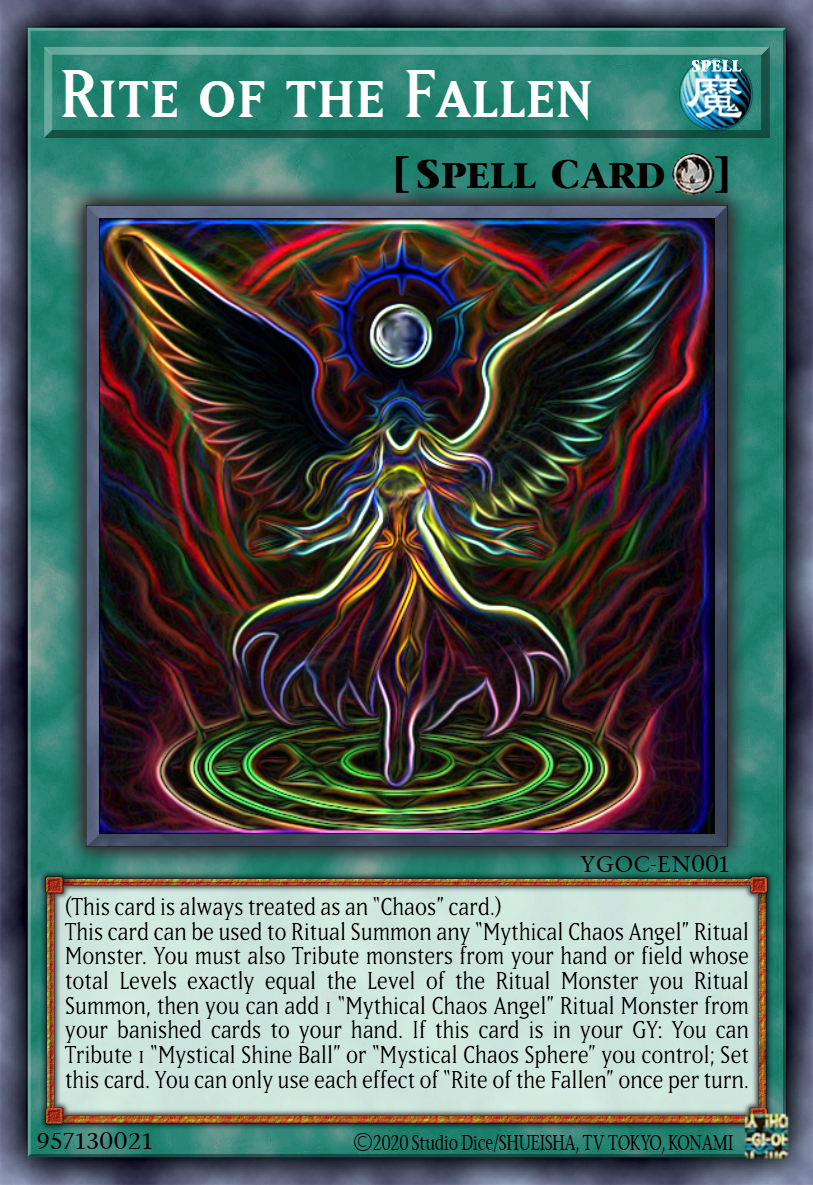 RITE OF THE FALLEN
SPELL
魔
[SPELL CARD]
YGOC-EN001
(This card is always treated as an "Chaos" card.)
This card can be used to Ritual Summon any "Mythical Chaos Angel" Ritual
Monster. You must also Tribute monsters from your hand or field whose
total Levels exactly equal the Level of the Ritual Monster you Ritual
Summon, then you can add 1 "Mythical Chaos Angel" Ritual Monster from
your banished cards to your hand. If this card is in your GY: You can
Tribute 1 "Mystical Shine Ball" or "Mystical Chaos Sphere" you control; Set
this card. You can only use each effect of "Rite of the Fallen" once per turn.
957130021
©2020 Studio Dice/SHUEISHA, TV TOKYO, KONAMI